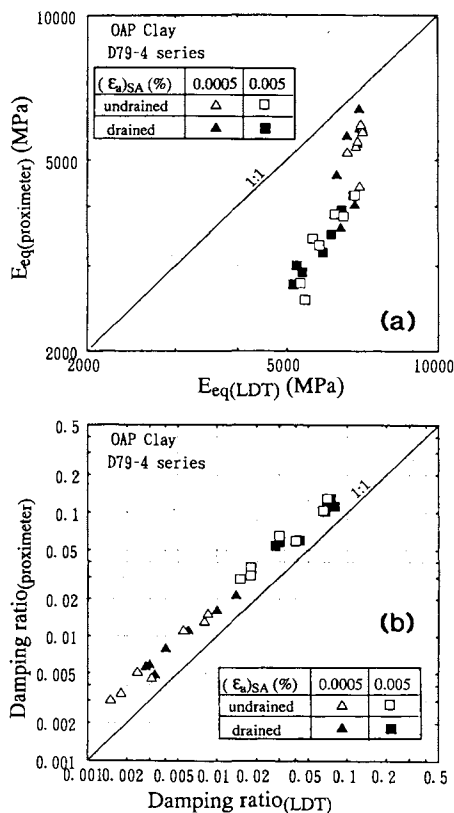 OAP Clay
D79-4 series
(εa)SA (%) 0.0005 0.005
undrained △ □
drained ▲ ■
1:1
(a)
10000
5000
2000
Eeq(proximeter) (MPa)
2000 5000 10000
Eeq(LDT) (MPa)
OAP Clay
D79-4 series
1:1
(b)
0.5
0.2
0.1
0.05
0.02
0.01
0.005
0.002
0.001
Damping ratio(proximeter)
(εa)SA (%) 0.0005 0.005
undrained △ □
drained ▲ ■
0.001 0.002 0.005 0.01 0.02 0.05 0.1 0.2 0.5
Damping ratio(LDT)